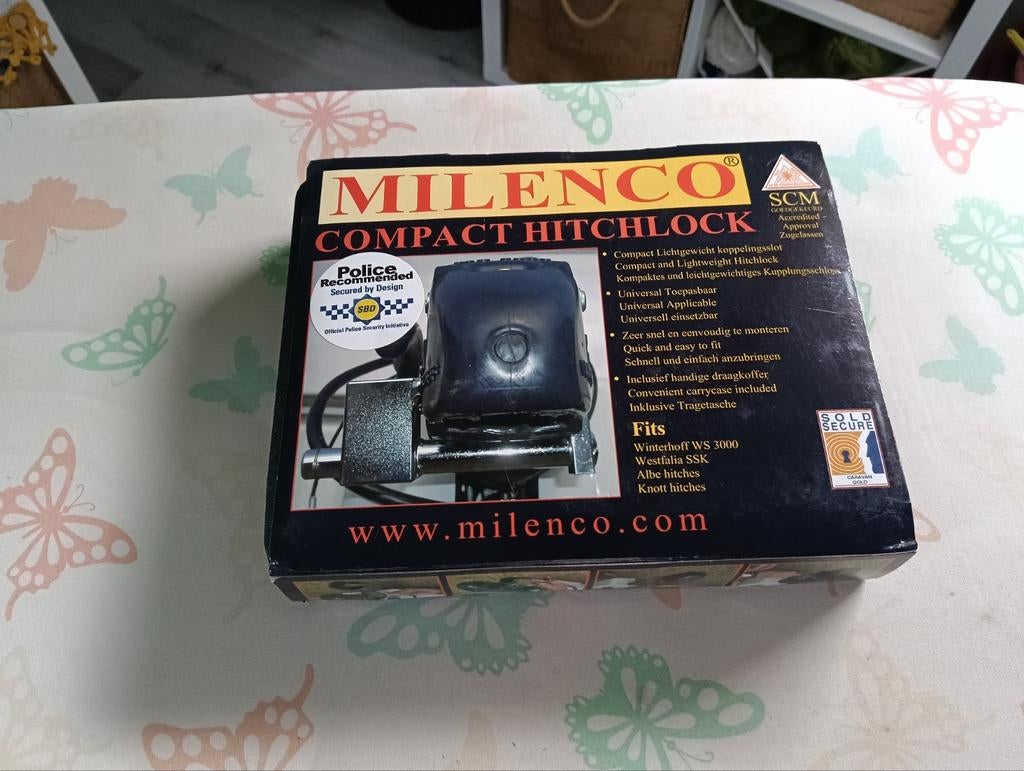 MILENCO®
COMPACT HITCHLOCK
SCM
GOEDGEKEURD
Accredited
Approval
Zugelassen
Police
Recommended
Secured by Design
SBD
Official Police Security Initiative
• Compact Lichtgewicht koppelingsslot
Compact and Lightweight Hitchlock
Kompaktes und leichtgewichtiges Kupplungsschloss
• Universal Toepasbaar
Universal Applicable
Universell einsetzbar
• Zeer snel en eenvoudig te monteren
Quick and easy to fit
Schnell und einfach anzubringen
• Inclusief handige draagkoffer
Convenient carrycase included
Inklusive Tragetasche
Fits
Winterhoff WS 3000
Westfalia SSK
Albe hitches
Knott hitches
SOLD
SECURE
CARAVAN
GOLD
www.milenco.com